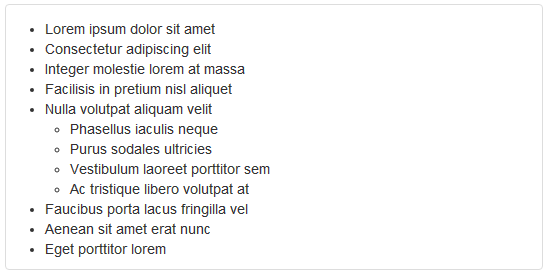 Lorem ipsum dolor sit amet
Consectetur adipiscing elit
Integer molestie lorem at massa
Facilisis in pretium nisl aliquet
Nulla volutpat aliquam velit
Phasellus iaculis neque
Purus sodales ultricies
Vestibulum laoreet porttitor sem
Ac tristique libero volutpat at
Faucibus porta lacus fringilla vel
Aenean sit amet erat nunc
Eget porttitor lorem